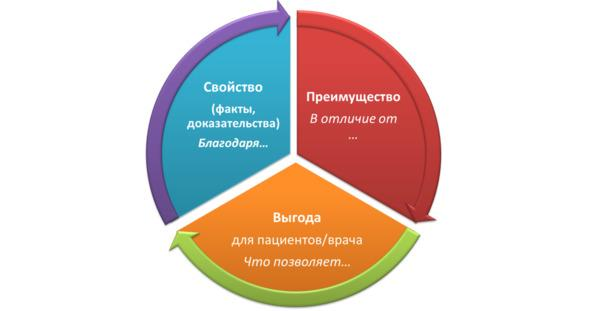 Свойство
(факты,
доказательства)
Благодаря...
Преимущество
В отличие от
...
Выгода
для пациентов/врача
Что позволяет...